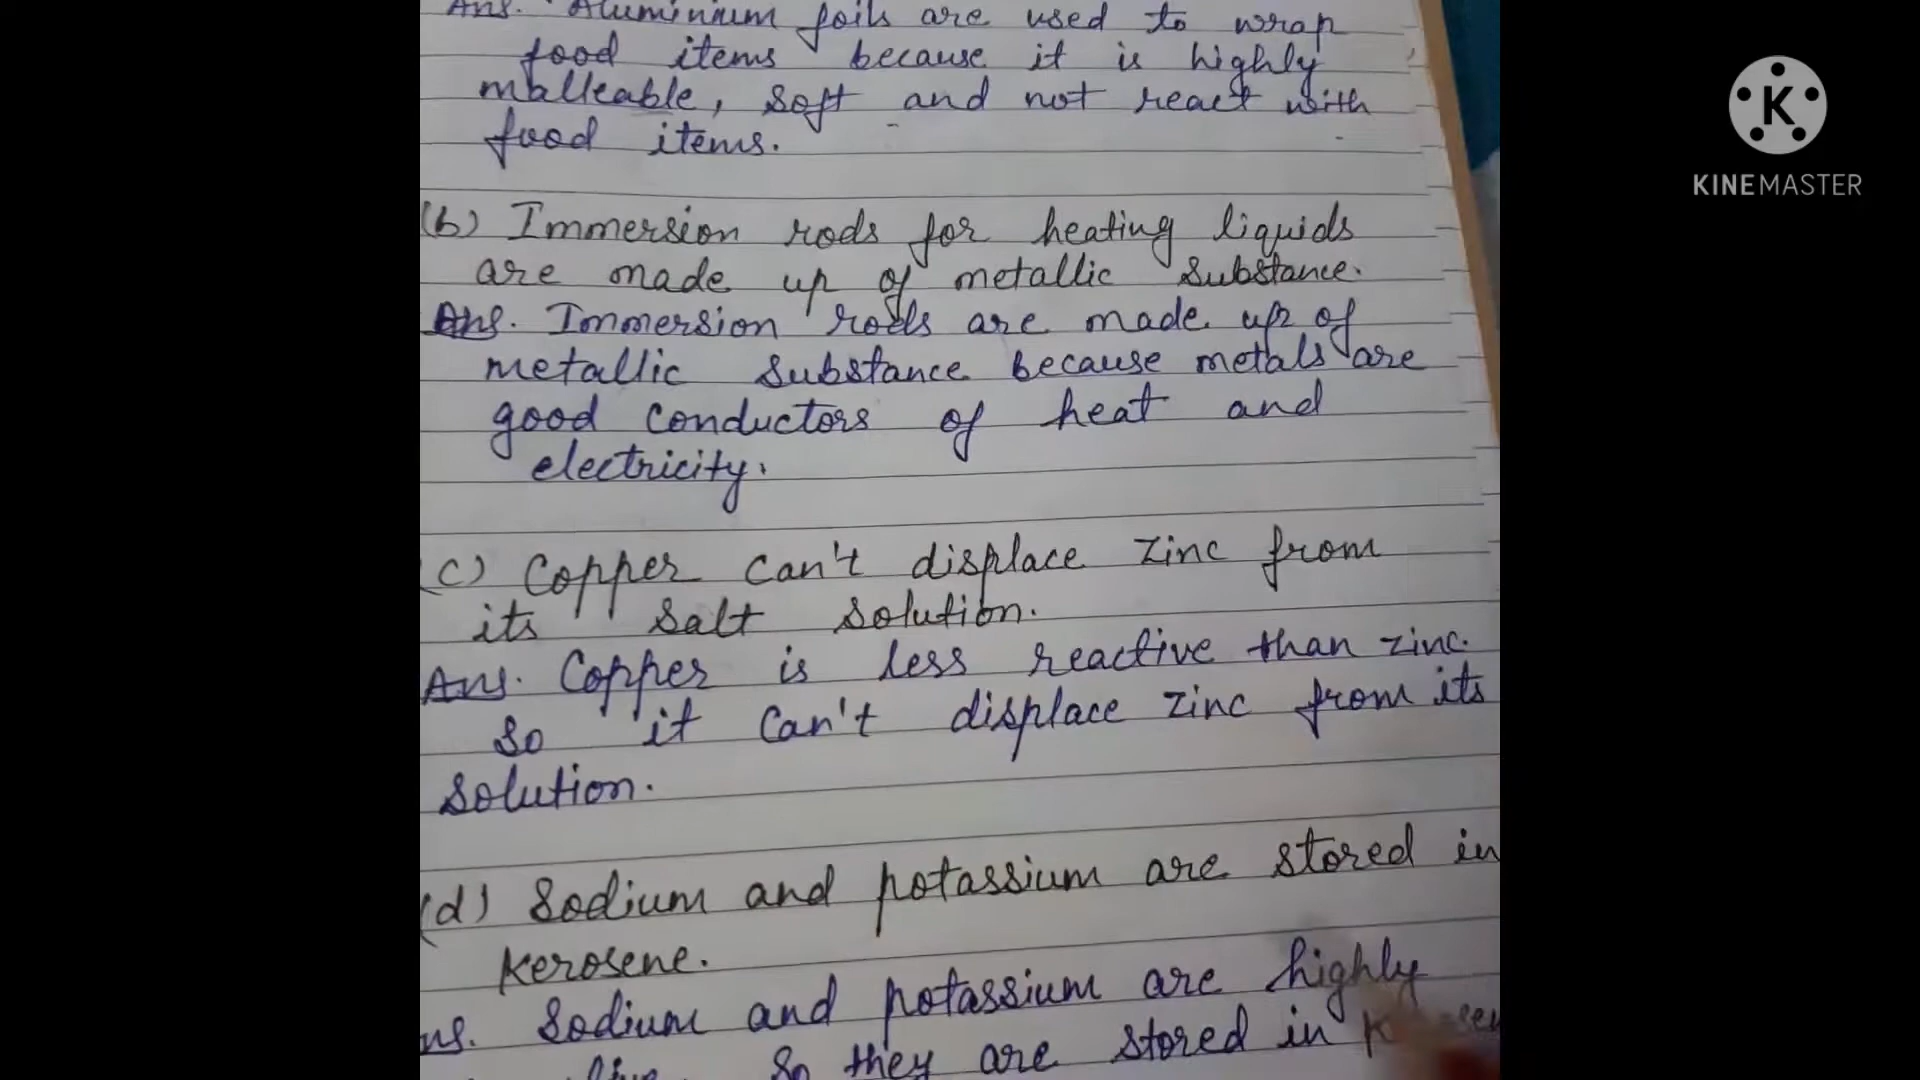 Ans. Aluminium foils are used to wrap
food items because it is highly
malleable, soft and not react with
food items.
(b) Immersion rods for heating liquids
are made up of metallic substance.
Ans. Immersion rods are made up of
metallic substance because metals are
good conductors of heat and
electricity.
(c) Copper can't displace zinc from
its salt solution.
Ans. Copper is less reactive than zinc.
So it can't displace zinc from its
solution.
(d) Sodium and potassium are stored in
kerosene.
ns. Sodium and potassium are highly
So they are stored in
K
KINEMASTER